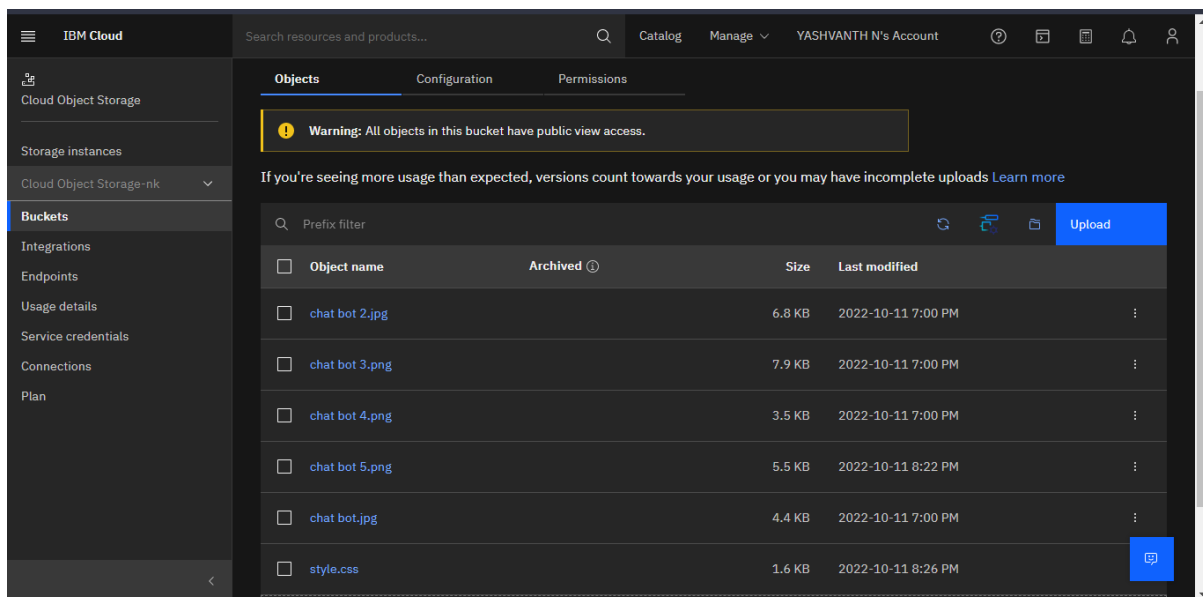 IBM Cloud
Search resources and products...
Catalog
Manage
YASHVANTH N's Account
Cloud Object Storage
Storage instances
Cloud Object Storage-nk
Buckets
Integrations
Endpoints
Usage details
Service credentials
Connections
Plan
Objects
Configuration
Permissions
Warning: All objects in this bucket have public view access.
If you're seeing more usage than expected, versions count towards your usage or you may have incomplete uploads Learn more
Prefix filter
Upload
Object name Archived Size Last modified
chat bot 2.jpg 6.8 KB 2022-10-11 7:00 PM
chat bot 3.png 7.9 KB 2022-10-11 7:00 PM
chat bot 4.png 3.5 KB 2022-10-11 7:00 PM
chat bot 5.png 5.5 KB 2022-10-11 8:22 PM
chat bot.jpg 4.4 KB 2022-10-11 7:00 PM
style.css 1.6 KB 2022-10-11 8:26 PM